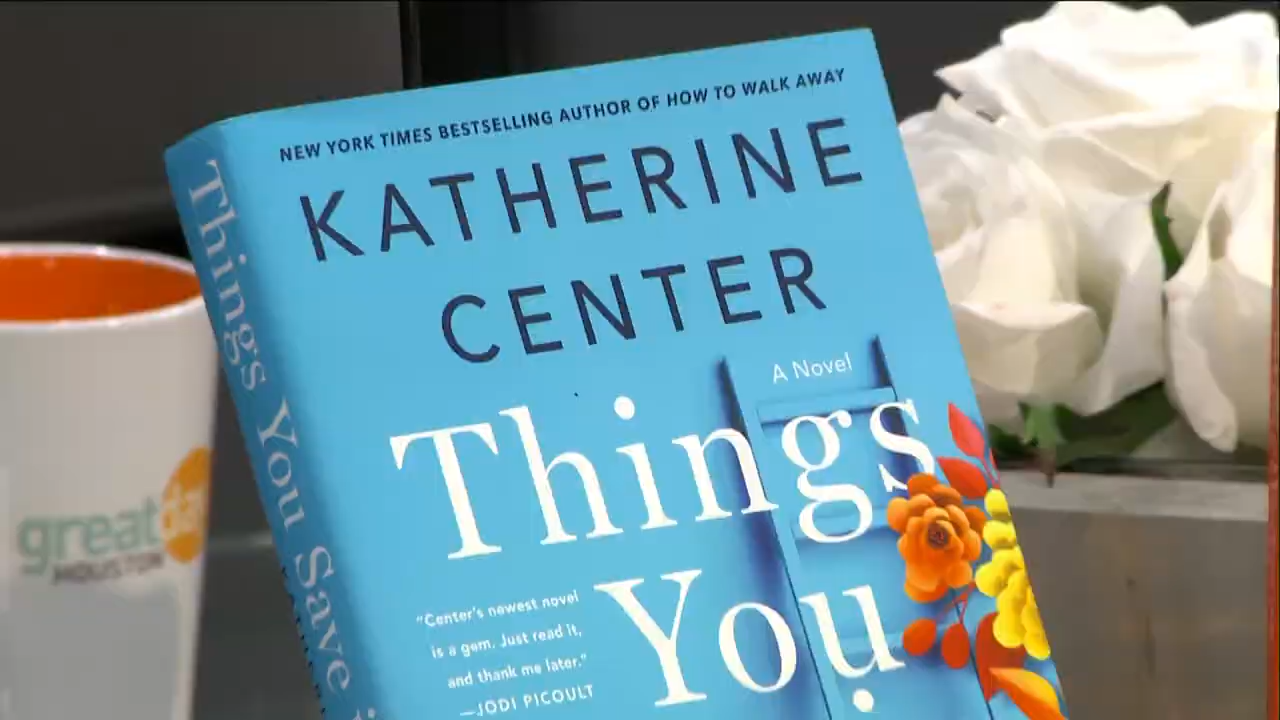 NEW YORK TIMES BESTSELLING AUTHOR OF HOW TO WALK AWAY
KATHERINE
CENTER
A Novel
Things
You
"Center's newest novel
is a gem. Just read it,
and thank me later."
—JODI PICOULT
Things You Save
great day
HOUSTON